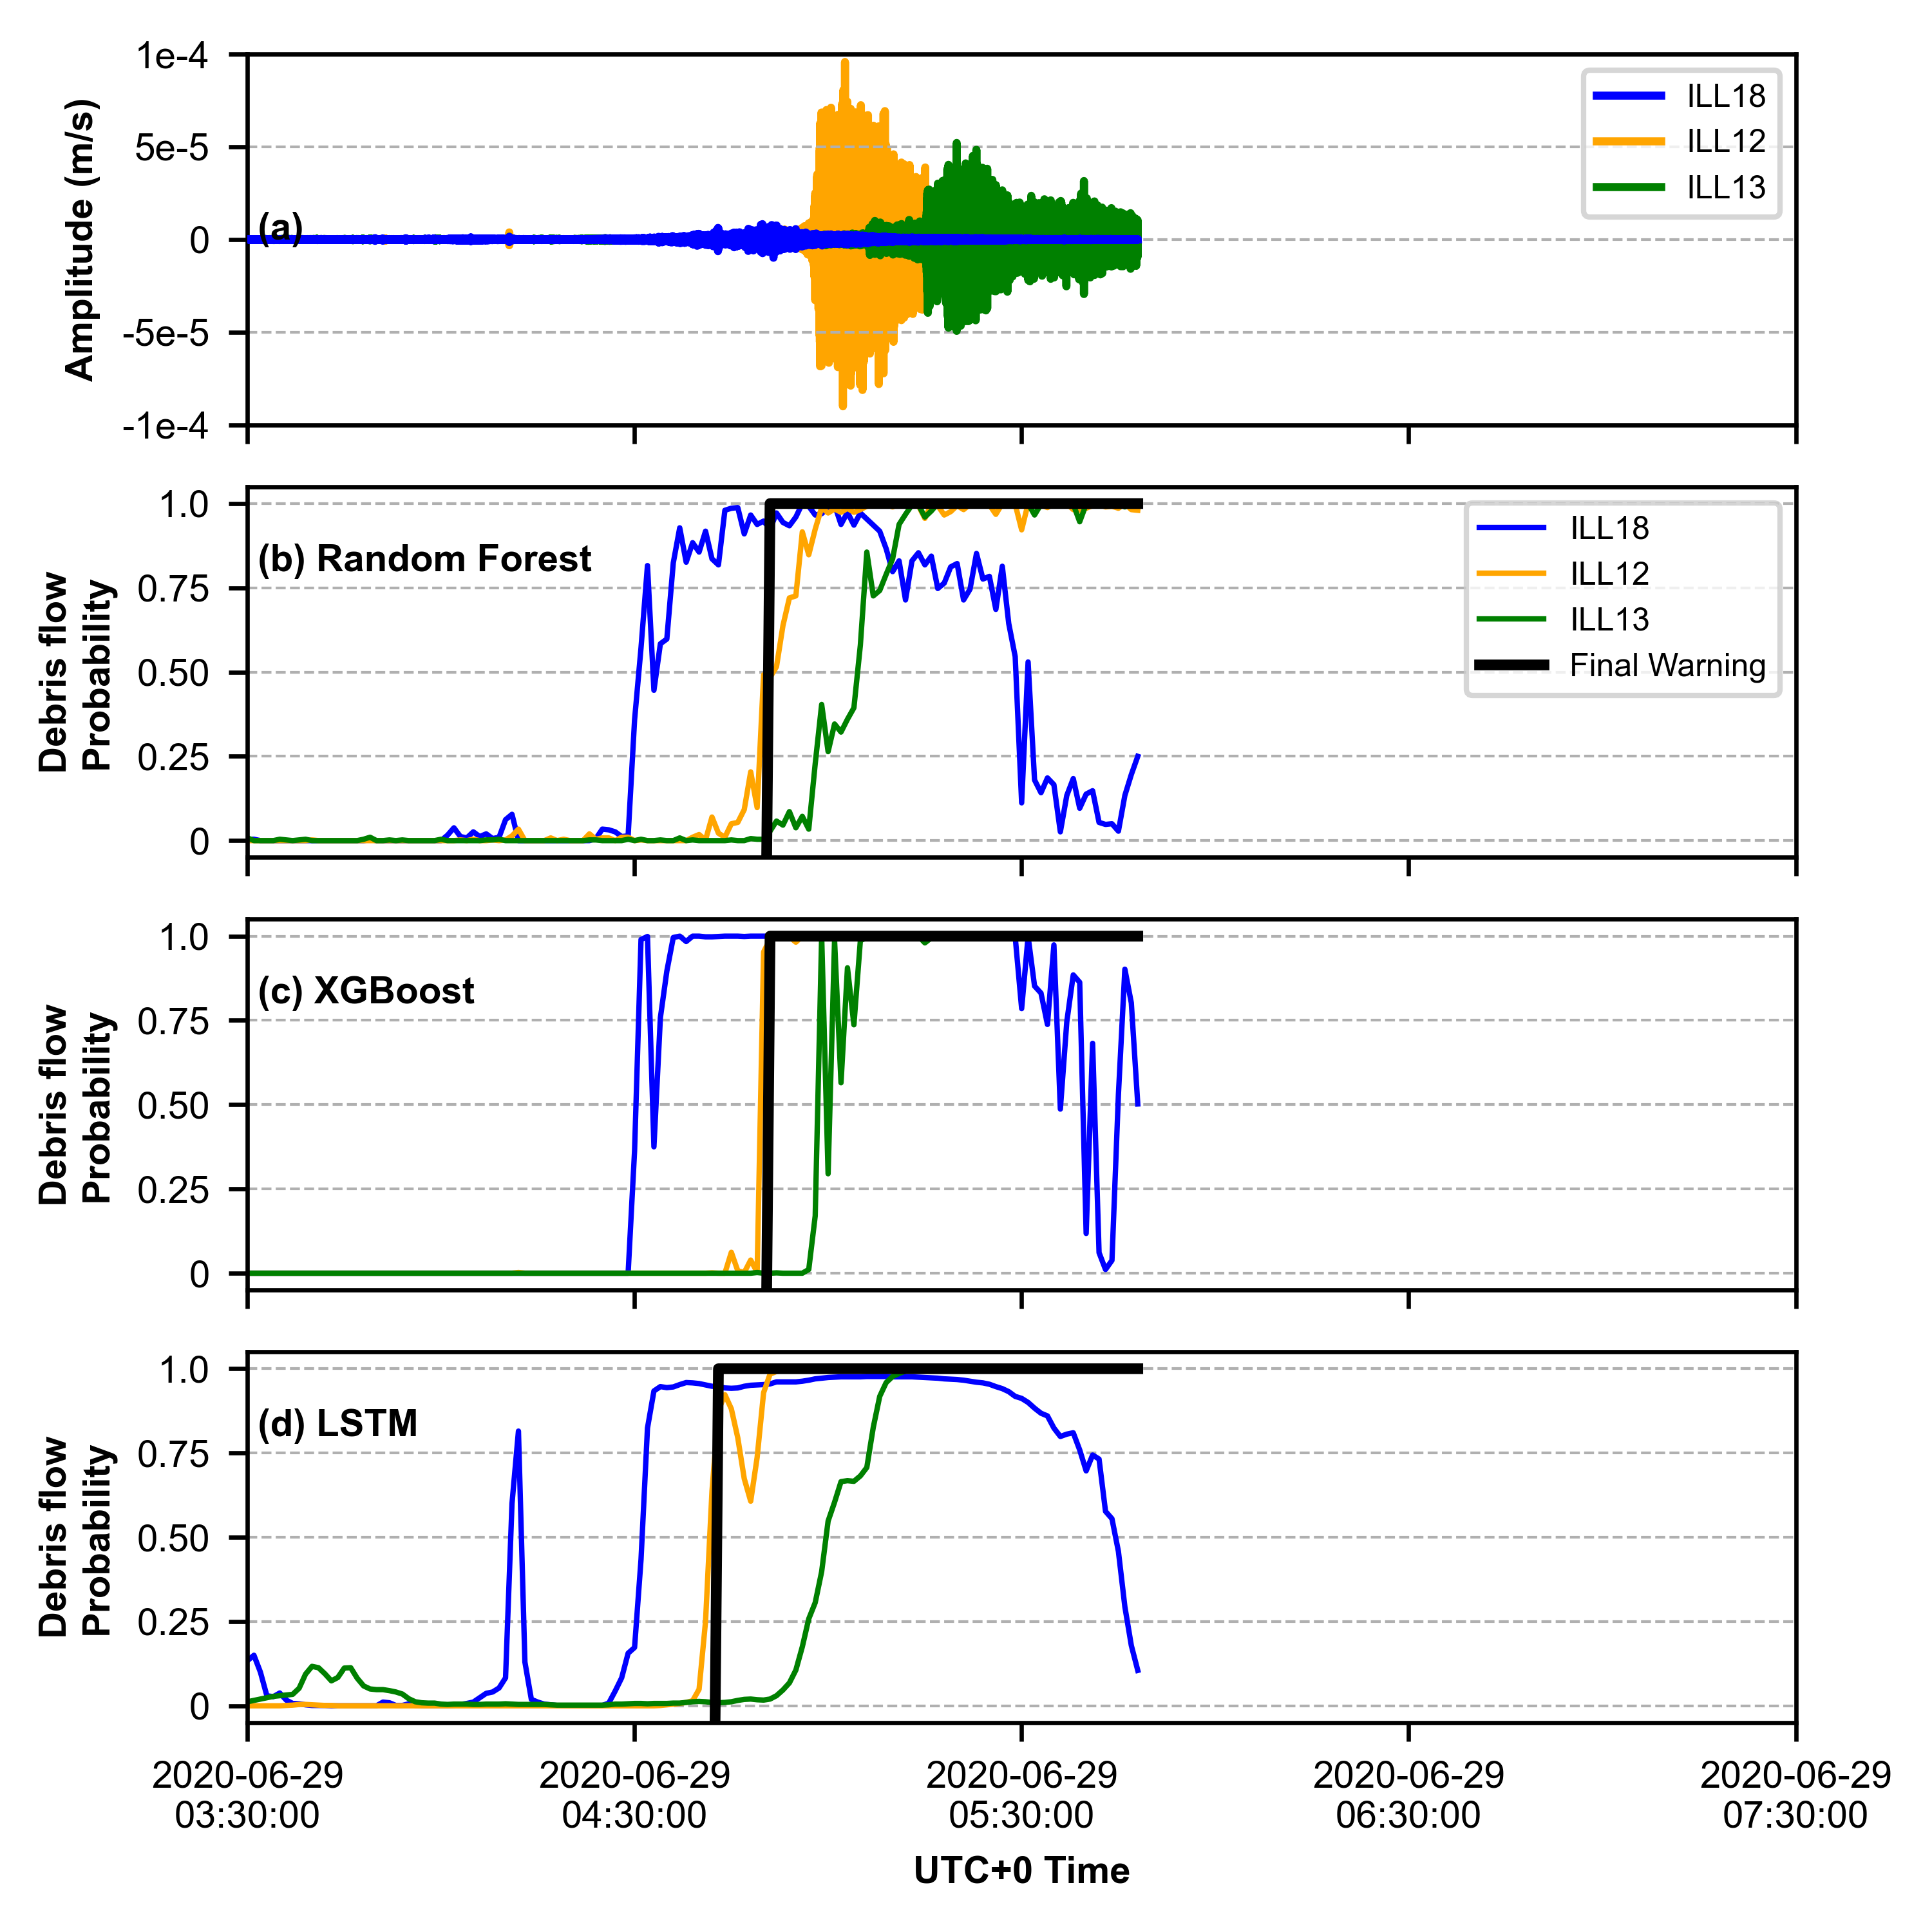 1e-4
5e-5
0
-5e-5
-1e-4
Amplitude (m/s)
(a)
ILL18
ILL12
ILL13
1.0
0.75
0.50
0.25
0
Debris flow
Probability
(b) Random Forest
ILL18
ILL12
ILL13
Final Warning
1.0
0.75
0.50
0.25
0
Debris flow
Probability
(c) XGBoost
1.0
0.75
0.50
0.25
0
Debris flow
Probability
(d) LSTM
2020-06-29
03:30:00
2020-06-29
04:30:00
2020-06-29
05:30:00
2020-06-29
06:30:00
2020-06-29
07:30:00
UTC+0 Time